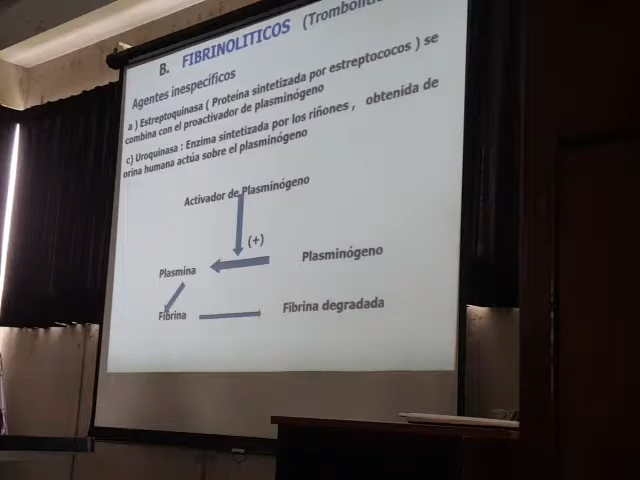 B. FIBRINOLITICOS
Agentes inespecíficos
a ) Estreptoquinasa ( Proteína sintetizada por estreptococos ) se
combina con el proactivador de plasminógeno
c) Uroquinasa : Enzima sintetizada por los riñones , obtenida de
orina humana actúa sobre el plasminógeno
Activador de Plasminógeno
(+)
Plasminógeno
Plasmina
Fibrina
Fibrina degradada